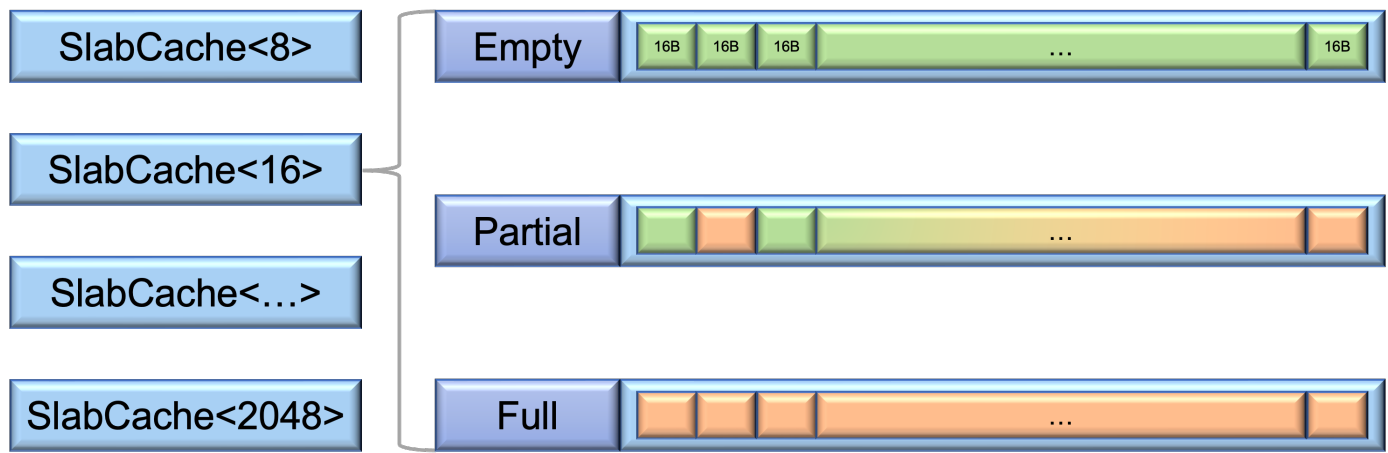 SlabCache<8>
SlabCache<16>
SlabCache<…>
SlabCache<2048>
Empty
16B 16B 16B ... 16B
Partial
...
Full
...